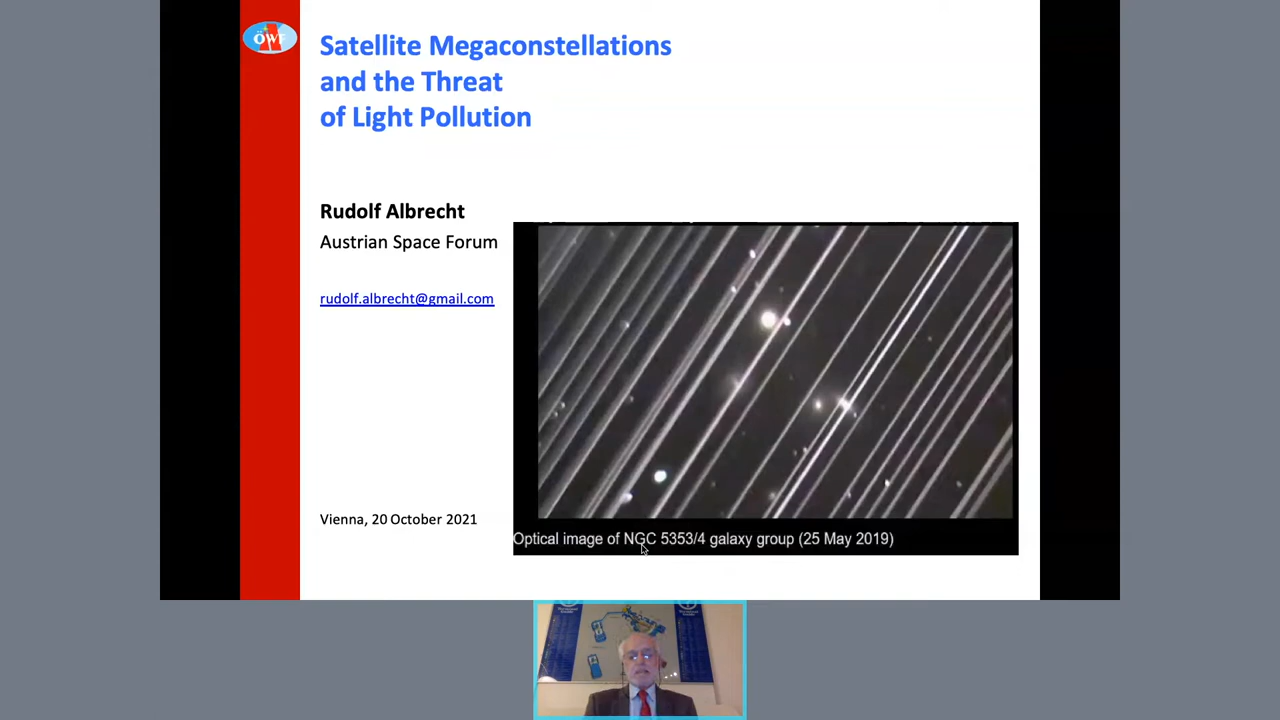 ÖWF
Satellite Megaconstellations
and the Threat
of Light Pollution
Rudolf Albrecht
Austrian Space Forum
rudolf.albrecht@gmail.com
Vienna, 20 October 2021
Optical image of NGC 5353/4 galaxy group (25 May 2019)